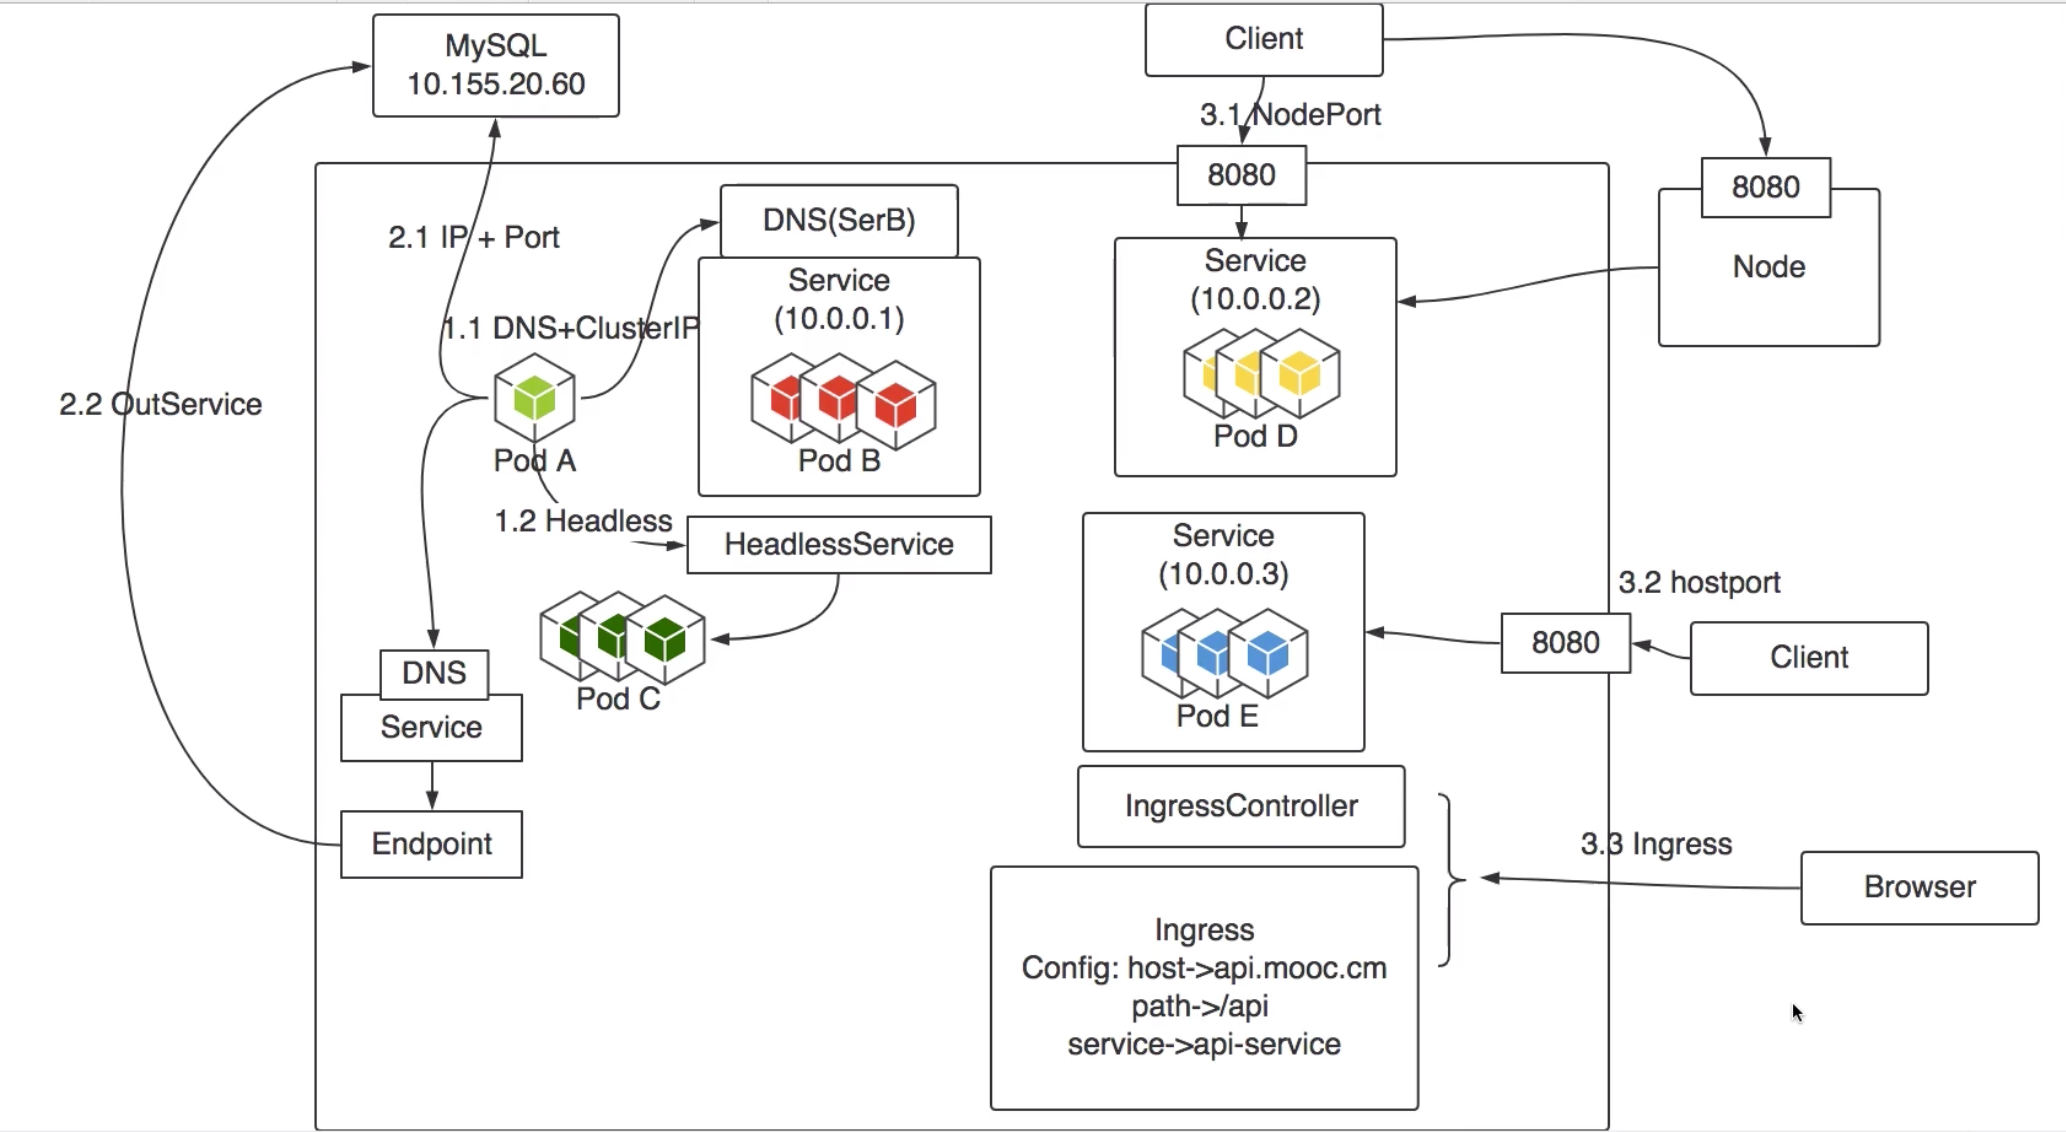 MySQL
10.155.20.60
Client
3.1 NodePort
8080
8080
Node
2.1 IP + Port
DNS(SerB)
Service
(10.0.0.1)
Pod B
1.1 DNS+ClusterIP
Pod A
2.2 OutService
Service
(10.0.0.2)
Pod D
1.2 Headless
HeadlessService
Pod C
DNS
Service
Endpoint
Service
(10.0.0.3)
Pod E
3.2 hostport
8080
Client
IngressController
3.3 Ingress
Browser
Ingress
Config: host->api.mooc.cm
path->/api
service->api-service